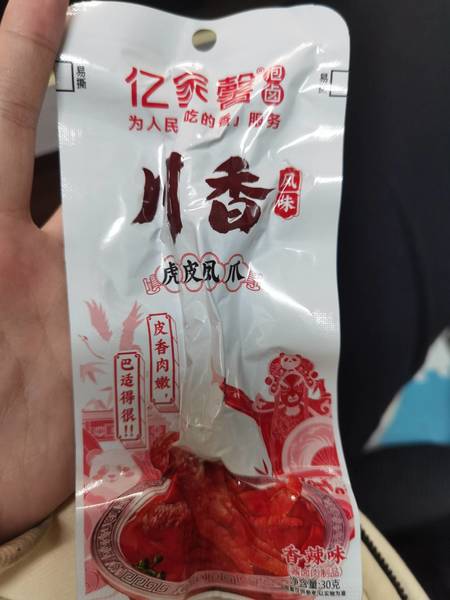 易撕
易
亿家馨
卤
为人民 吃的香」服务
川香
风味
虎皮凤爪
皮香肉嫩,
巴适得很!!
香辣味
净含量:30克